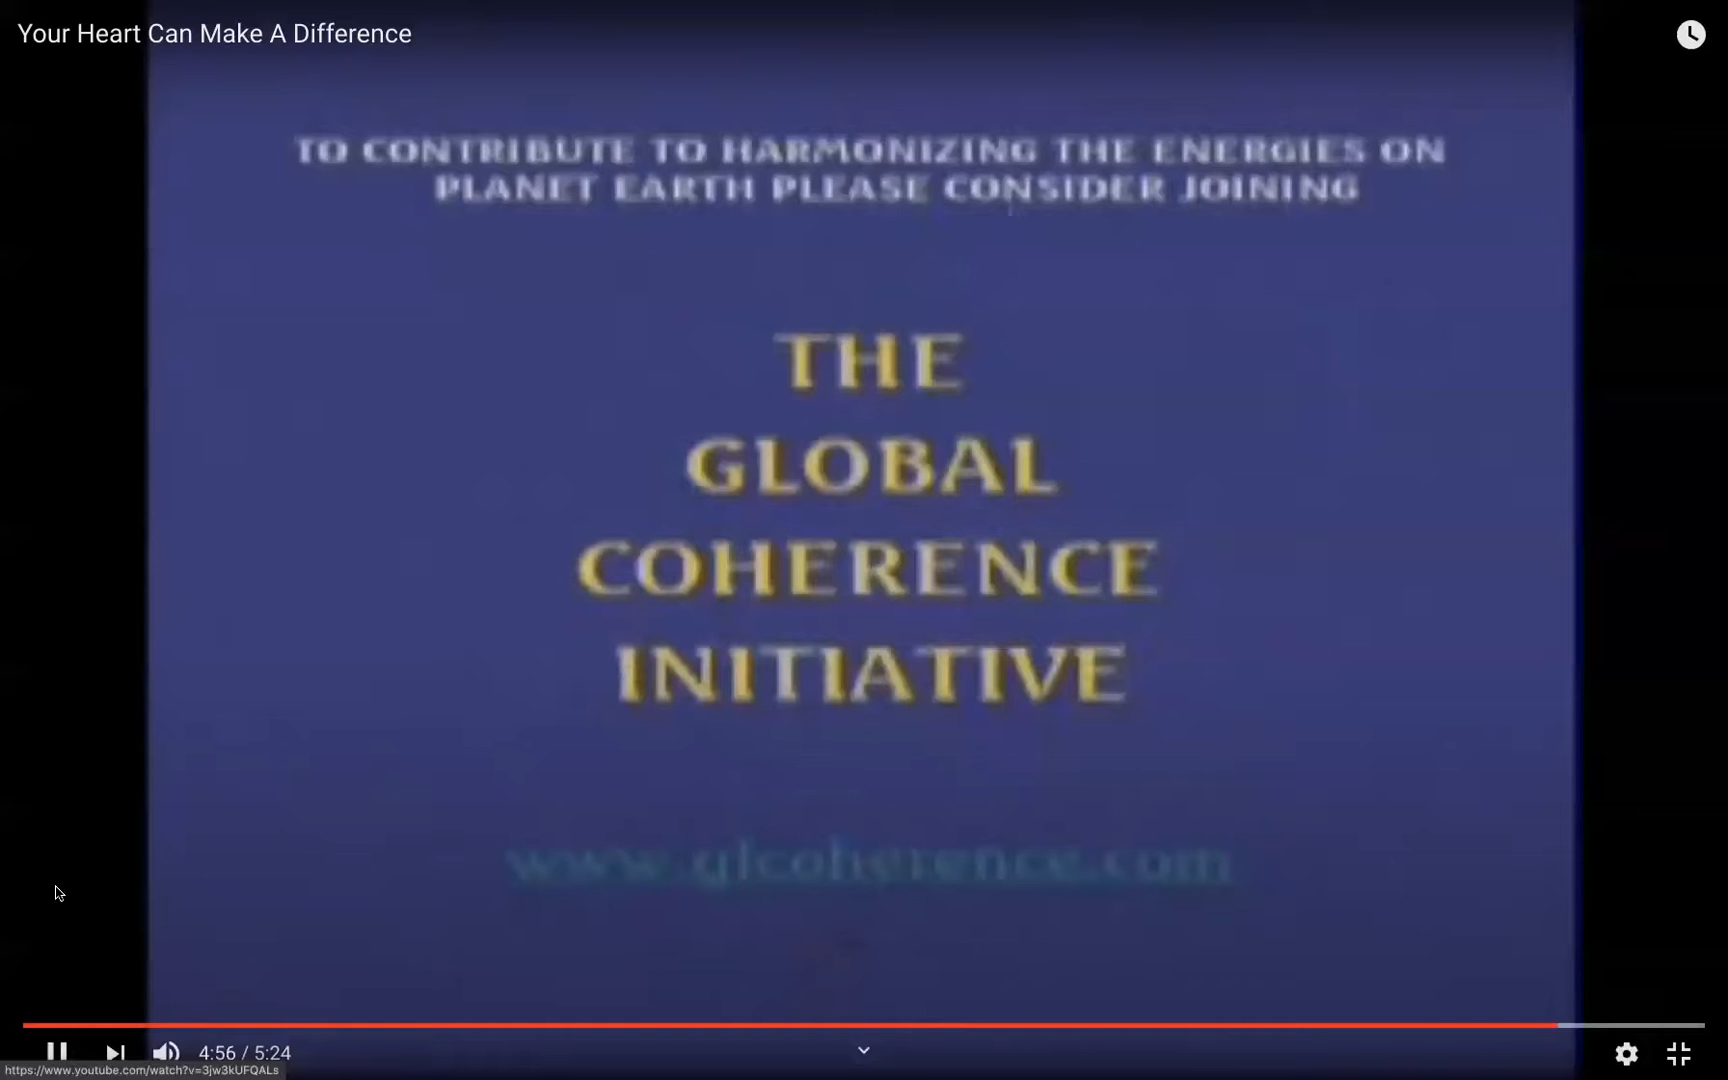 Your Heart Can Make A Difference
TO CONTRIBUTE TO HARMONIZING THE ENERGIES ON
PLANET EARTH PLEASE CONSIDER JOINING
THE
GLOBAL
COHERENCE
INITIATIVE
www.glcoherence.com
4:56 / 5:24
https://www.youtube.com/watch?v=3jw3kUFQALs